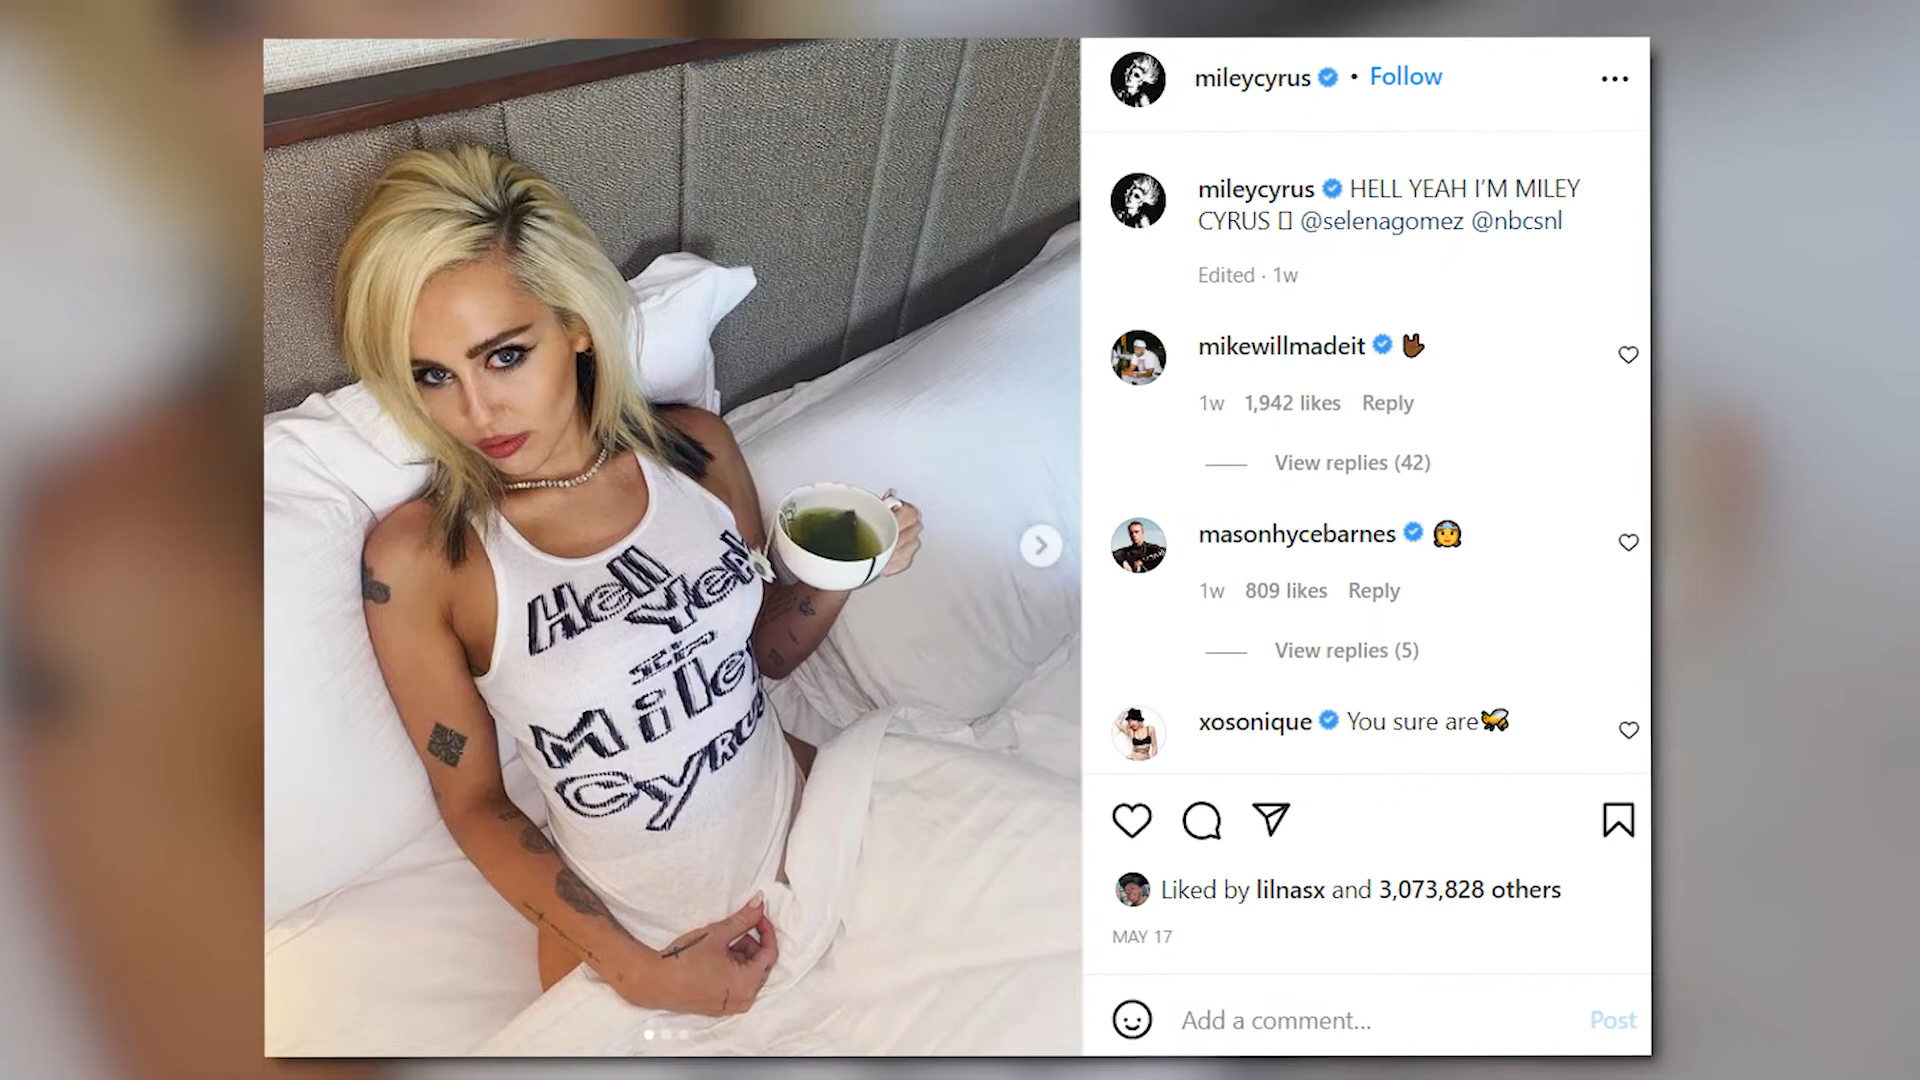 Hell
Yeah
I'm
Miley
Cyrus
mileycyrus • Follow
mileycyrus HELL YEAH I'M MILEY
CYRUS @selenagomez @nbcsnl
Edited · 1w
mikewillmadeit
1w 1,942 likes Reply
View replies (42)
masonhycebarnes
1w 809 likes Reply
View replies (5)
xosonique You sure are
Liked by lilnasx and 3,073,828 others
MAY 17
Add a comment... Post